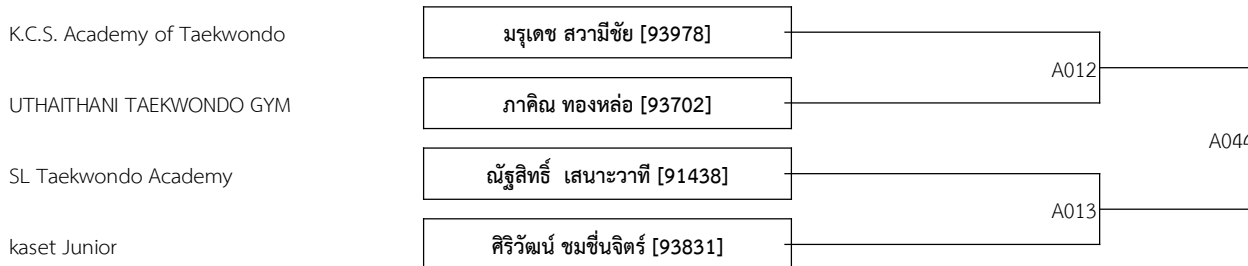 K.C.S. Academy of Taekwondo มรุเดช สวามีชัย [93978]
A012
UTHAITHANI TAEKWONDO GYM ภาคิณ ทองหล่อ [93702]
A044
SL Taekwondo Academy ณัฐสิทธิ์ เสนาะวาที [91438]
A013
kaset Junior ศิริวัฒน์ ชมชื่นจิตร์ [93831]